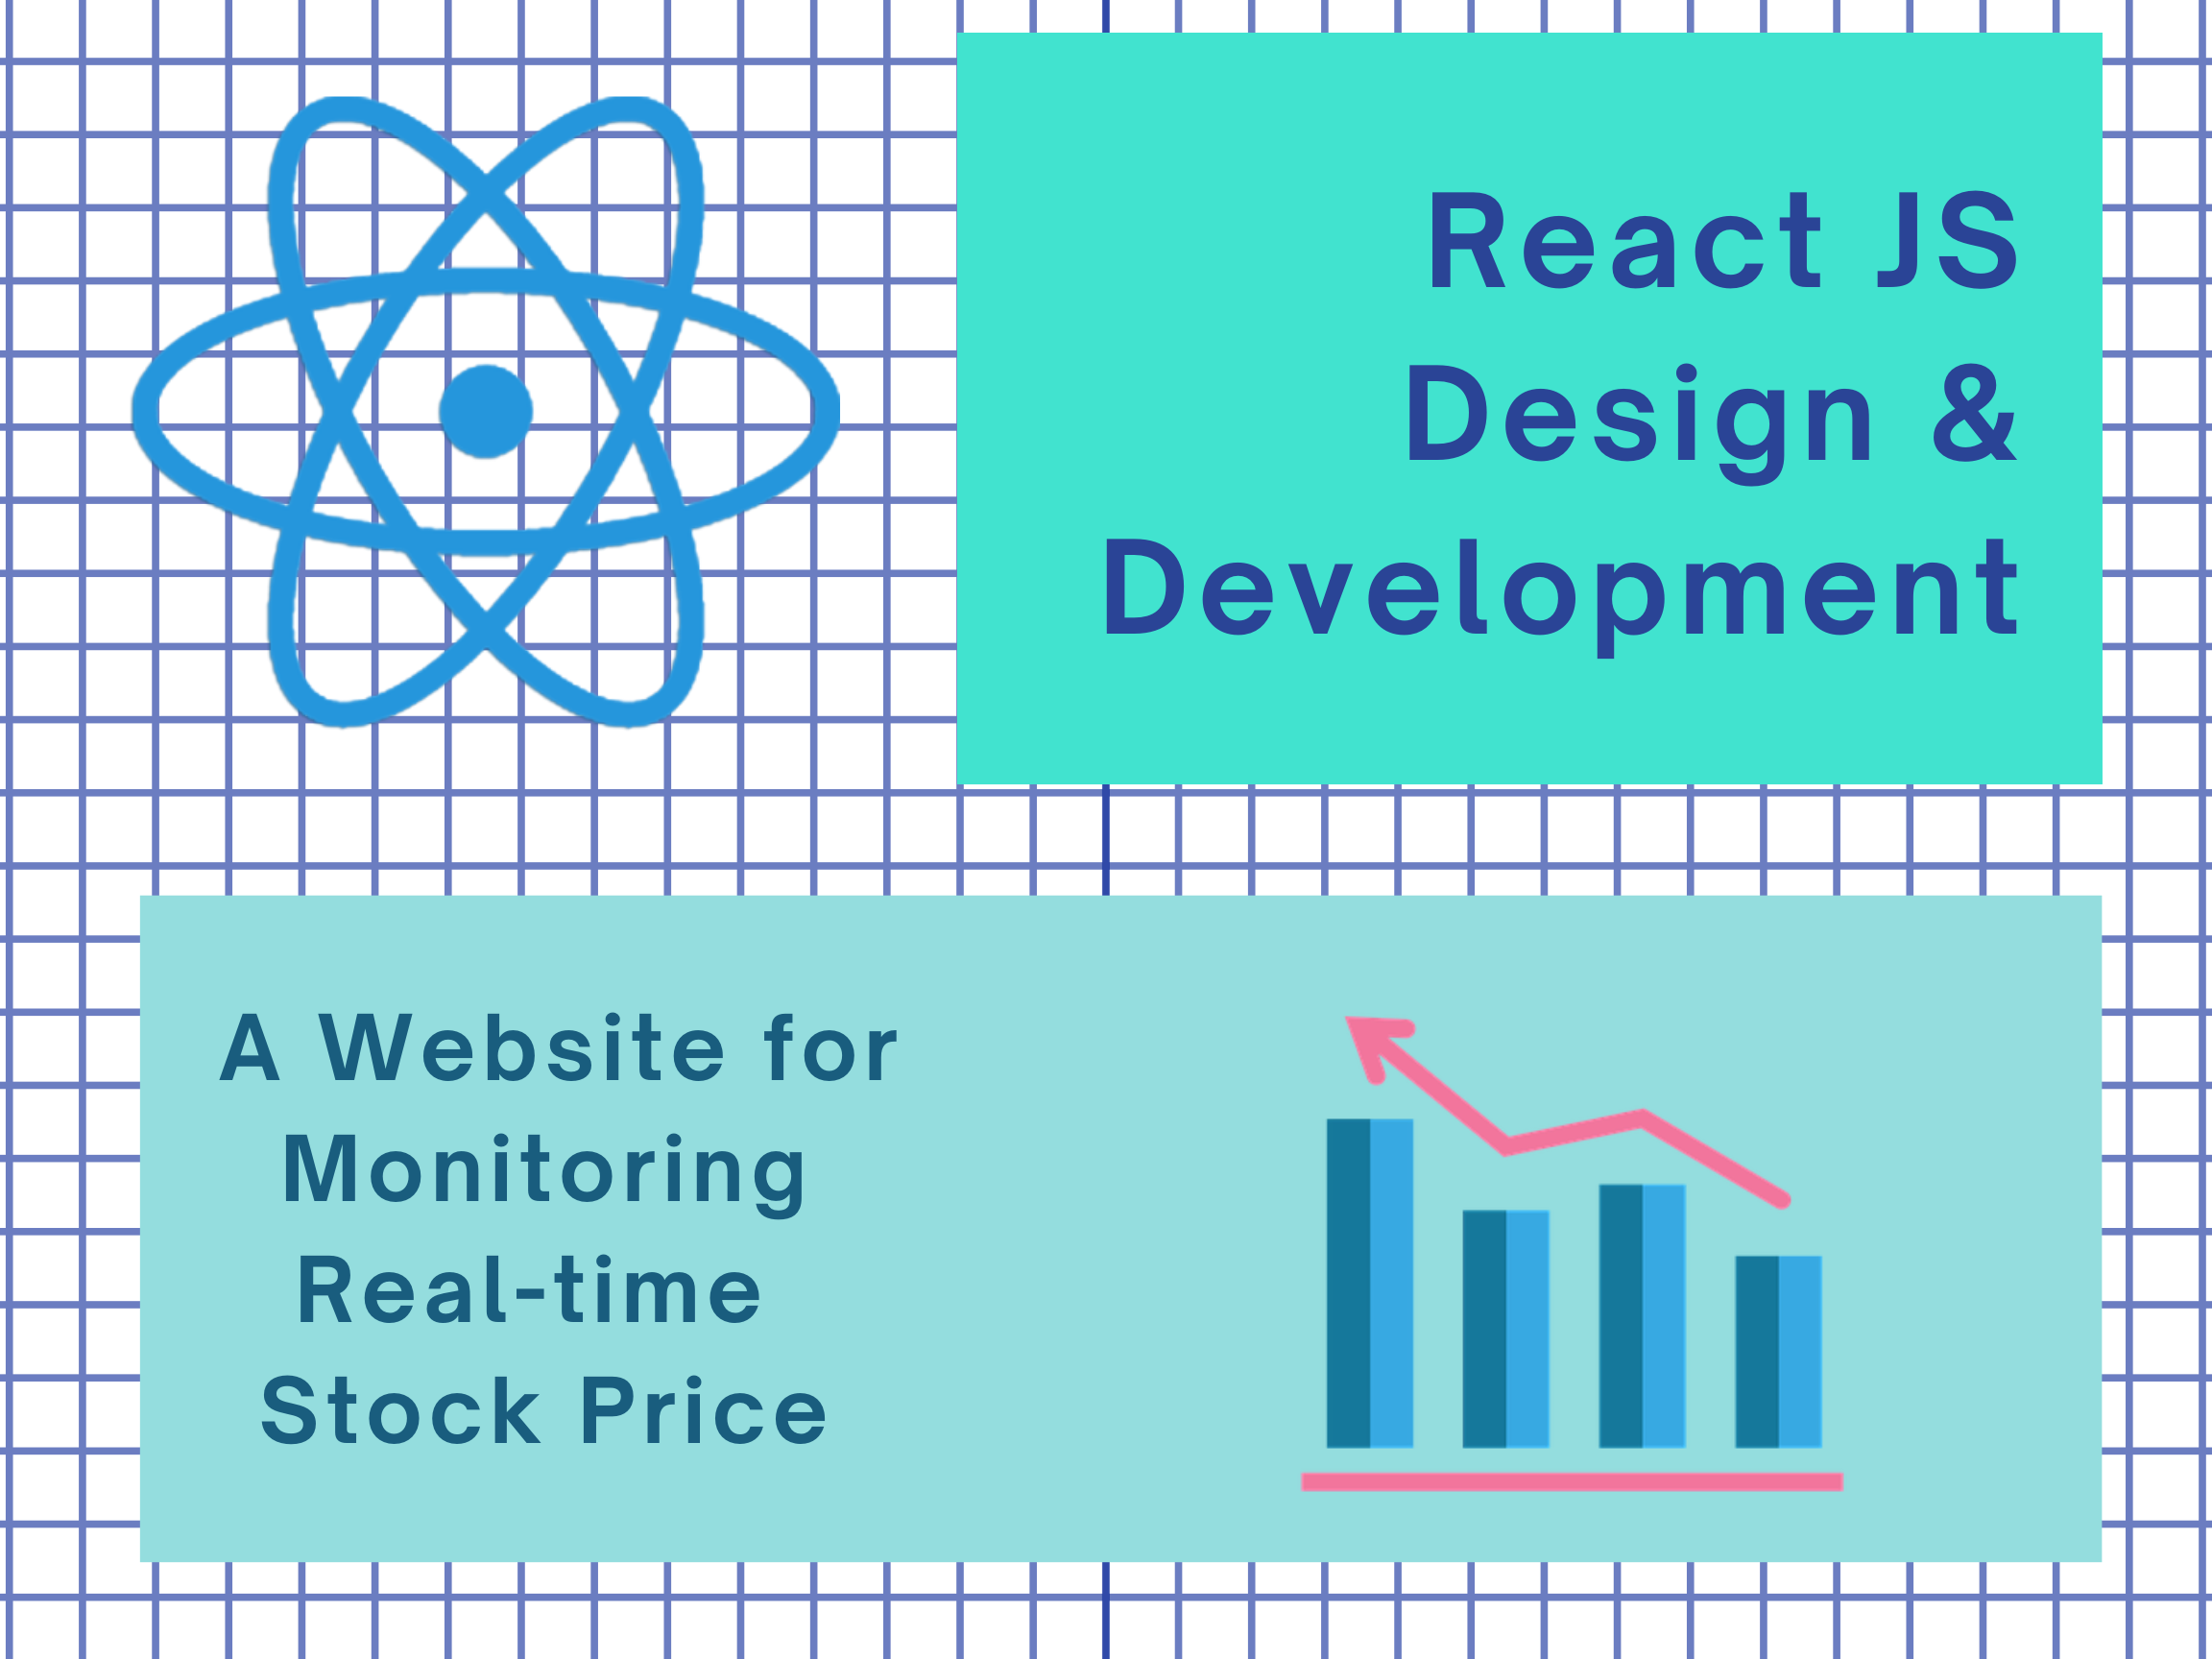 React JS
Design &
Development
A Website for
Monitoring
Real-time
Stock Price